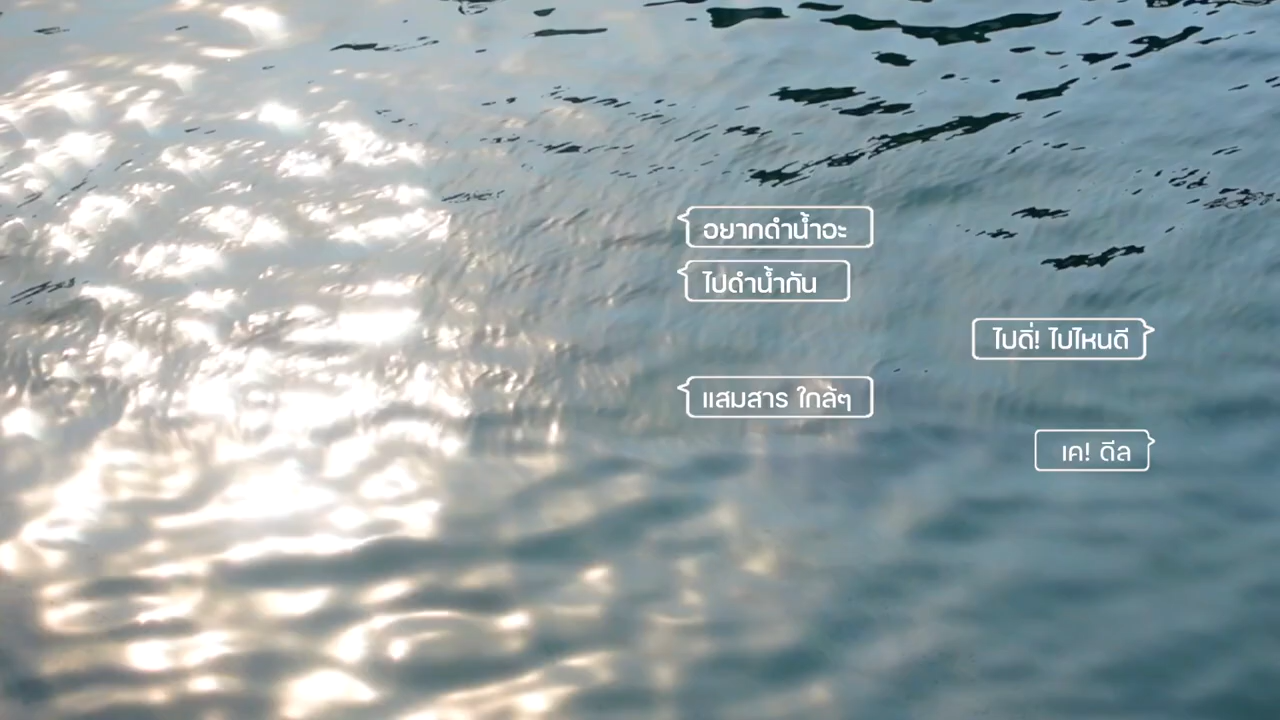 อยากดำน้ำอะ
ไปดำน้ำกัน
ไปดิ่! ไปไหนดี
แสมสาร ใกล้ๆ
เค! ดีล